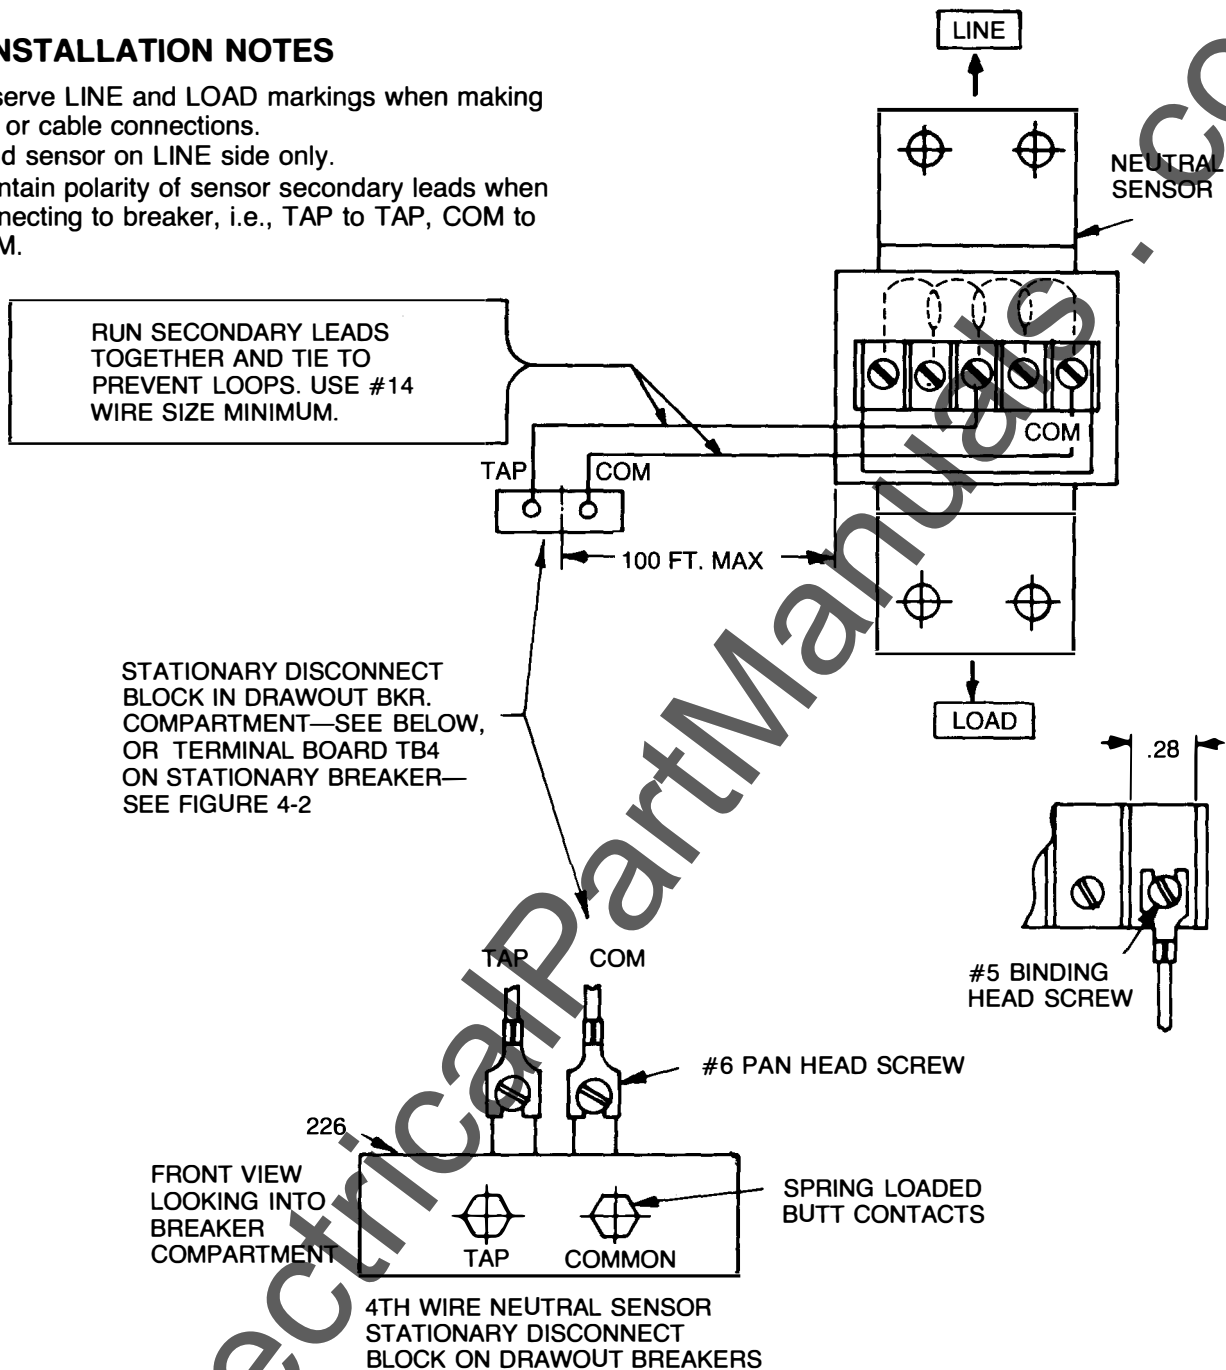 NSTALLATION NOTES
serve LINE and LOAD markings when making
or cable connections.
d sensor on LINE side only.
ntain polarity of sensor secondary leads when
necting to breaker, i.e., TAP to TAP, COM to
M.
LINE
NEUTRAL
SENSOR
RUN SECONDARY LEADS
TOGETHER AND TIE TO
PREVENT LOOPS. USE #14
WIRE SIZE MINIMUM.
COM
TAP
COM
100 FT. MAX
STATIONARY DISCONNECT
BLOCK IN DRAWOUT BKR.
COMPARTMENT—SEE BELOW,
OR TERMINAL BOARD TB4
ON STATIONARY BREAKER—
SEE FIGURE 4-2
LOAD
.28
#5 BINDING
HEAD SCREW
TAP
COM
#6 PAN HEAD SCREW
226
FRONT VIEW
LOOKING INTO
BREAKER
COMPARTMENT
SPRING LOADED
BUTT CONTACTS
TAP
COMMON
4TH WIRE NEUTRAL SENSOR
STATIONARY DISCONNECT
BLOCK ON DRAWOUT BREAKERS
ectricalPartManuals . co